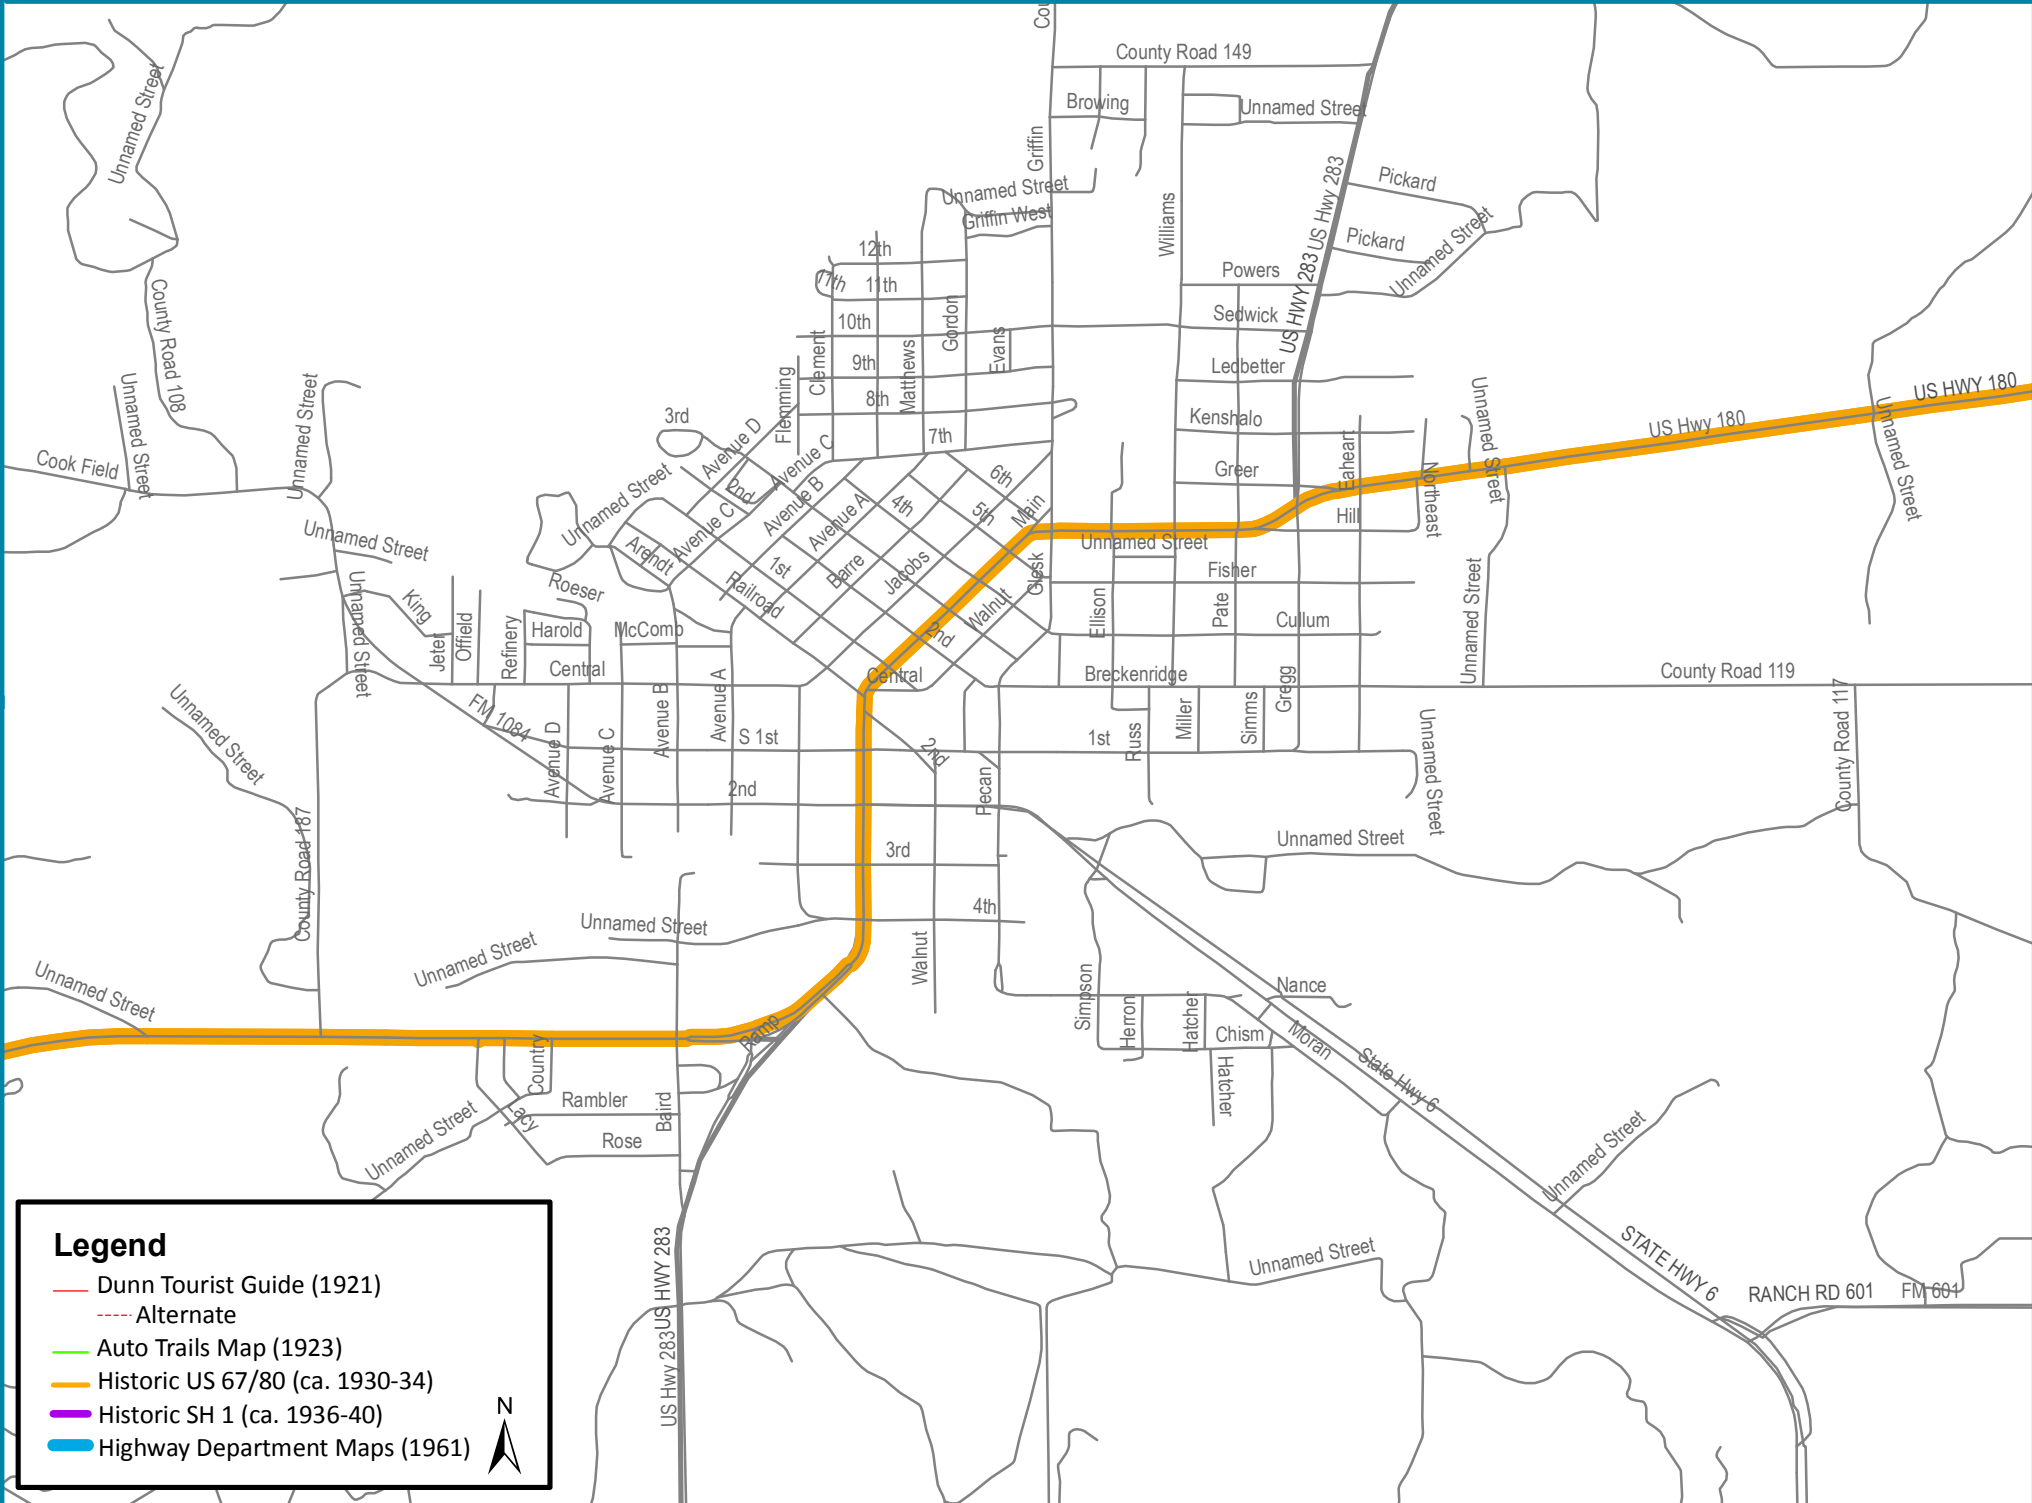 Cou
County Road 149
Unnamed Street
Browing
Unnamed Street
Griffin
Pickard
Unnamed Street
Griffin West
Williams
US Hwy 283
US HWY 283
Pickard
Unnamed Street
12th
11th
11th
Powers
County Road 108
10th
Gordon
Sedwick
Clement
Evans
9th
Matthews
Ledbetter
Flemming
8th
US HWY 180
US Hwy 180
Unnamed Street
Unnamed Street
Unnamed Street
Unnamed Street
3rd
Avenue D
Avenue C
7th
Kenshalo
Eaheart
Cook Field
Unnamed Street
2nd
Avenue B
6th
Greer
Northeast
4th
5th
Main
Hill
Avenue A
Avenue C
Unnamed Street
Arendt
1st
Barre
Jacobs
Unnamed Street
Glesk
Fisher
Unnamed Street
Railroad
Roeser
King
Unnamed Street
Jeter
Offield
Refinery
Harold
McComb
2nd
Walnut
Ellison
Pate
Cullum
Unnamed Street
Central
Central
Breckenridge
Gregg
County Road 119
County Road 117
Unnamed Street
FM 1084
Avenue D
Avenue C
Avenue B
Avenue A
S 1st
2nd
1st
Russ
Miller
Simms
Unnamed Street
2nd
Pecan
County Road 187
3rd
Unnamed Street
4th
Unnamed Street
Unnamed Street
Walnut
Unnamed Street
Simpson
Nance
Herron
Hatcher
Chism
Moran
Ramp
Country
State Hwy 6
Hatcher
Rambler
Baird
Lacy
Unnamed Street
Rose
Unnamed Street
US HWY 283
US Hwy 283
Unnamed Street
STATE HWY 6
RANCH RD 601
FM 601
Legend
Dunn Tourist Guide (1921)
Alternate
Auto Trails Map (1923)
Historic US 67/80 (ca. 1930-34)
Historic SH 1 (ca. 1936-40)
Highway Department Maps (1961)
N